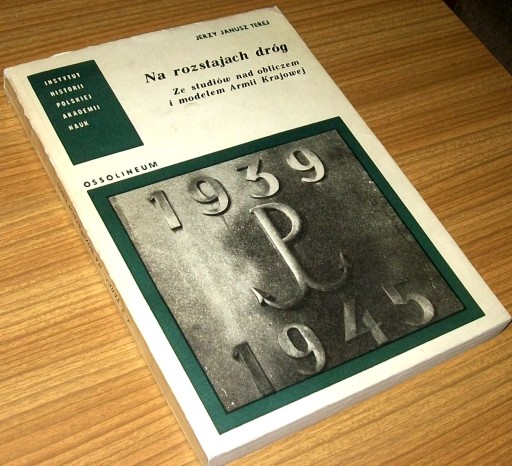 JERZY JANUSZ TEREJ
Na rozstajach dróg
Ze studiów nad obliczem
i modelem Armii Krajowej
INSTYTUT
HISTORII
POLSKIEJ
AKADEMII
NAUK
OSSOLINEUM
1939
1945